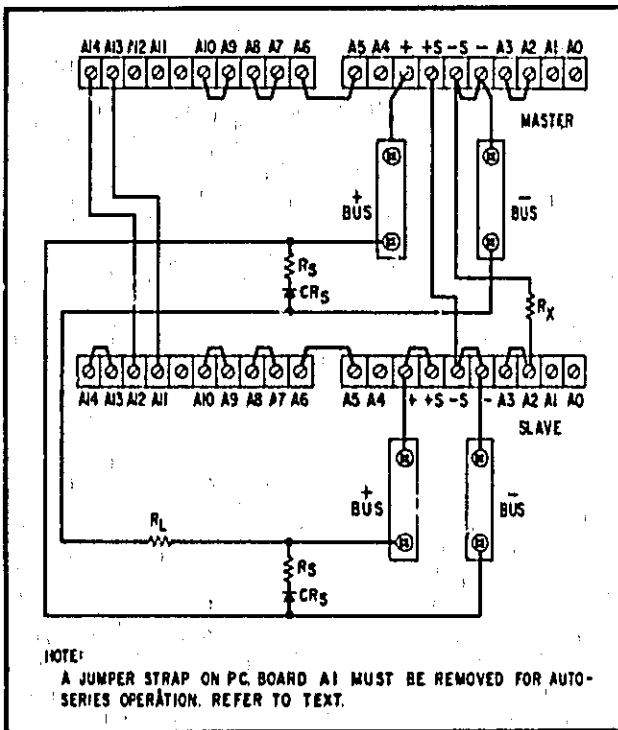 A14 A13 A12 A11 A10 A9 A8 A7 A6 A5 A4 + +S -S - A3 A2 A1 A0
MASTER
+
BUS
-
BUS
RS
CRS
RX
A14 A13 A12 A11 A10 A9 A8 A7 A6 A5 A4 + +S -S - A3 A2 A1 A0
SLAVE
+
BUS
-
BUS
RL
RS
CRS
NOTE:
A JUMPER STRAP ON PC BOARD A1 MUST BE REMOVED FOR AUTO-
SERIES OPERATION. REFER TO TEXT.